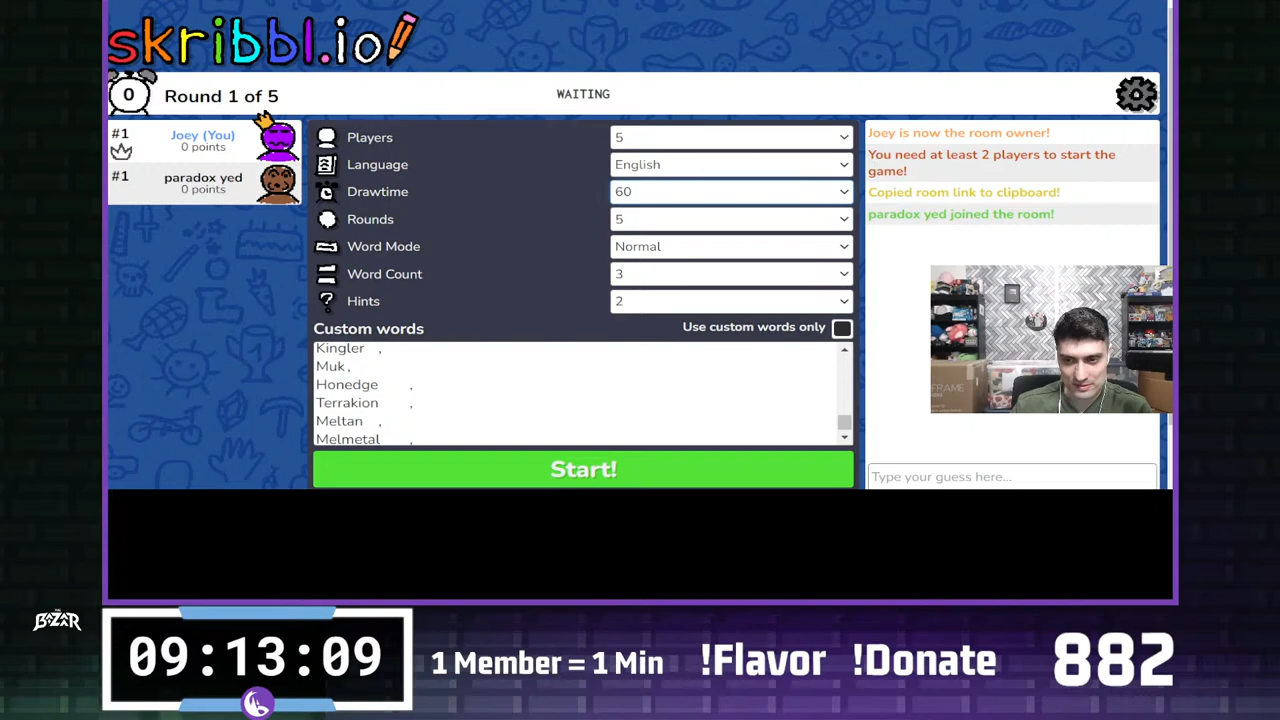 skribbl.io
0
Round 1 of 5
WAITING
#1
Joey (You)
0 points
#1
paradox yed
0 points
Players
5
Language
English
Drawtime
60
Rounds
5
Word Mode
Normal
Word Count
3
Hints
2
Custom words
Use custom words only
Kingler ,
Muk,
Honedge ,
Terrakion ,
Meltan ,
Melmetal ,
Start!
Joey is now the room owner!
You need at least 2 players to start the
game!
Copied room link to clipboard!
paradox yed joined the room!
Type your guess here...
THE
BAZAR
09:13:09
1 Member = 1 Min
!Flavor
!Donate
882